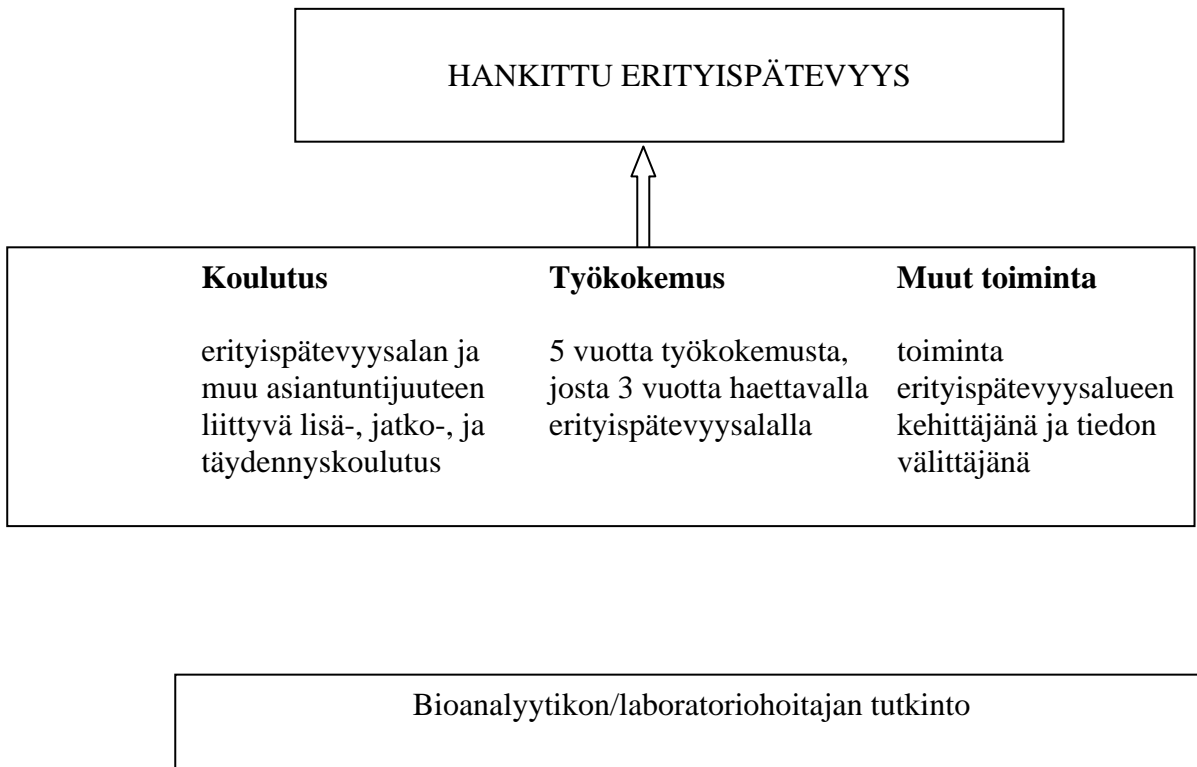 HANKITTU ERITYISPÄTEVYYS
Koulutus
erityispätevyysalan ja
muu asiantuntijuuteen
liittyvä lisä-, jatko-, ja
täydennyskoulutus
Työkokemus
5 vuotta työkokemusta,
josta 3 vuotta haettavalla
erityispätevyysalalla
Muut toiminta
toiminta
erityispätevyysalueen
kehittäjänä ja tiedon
välittäjänä
Bioanalyytikon/laboratoriohoitajan tutkinto